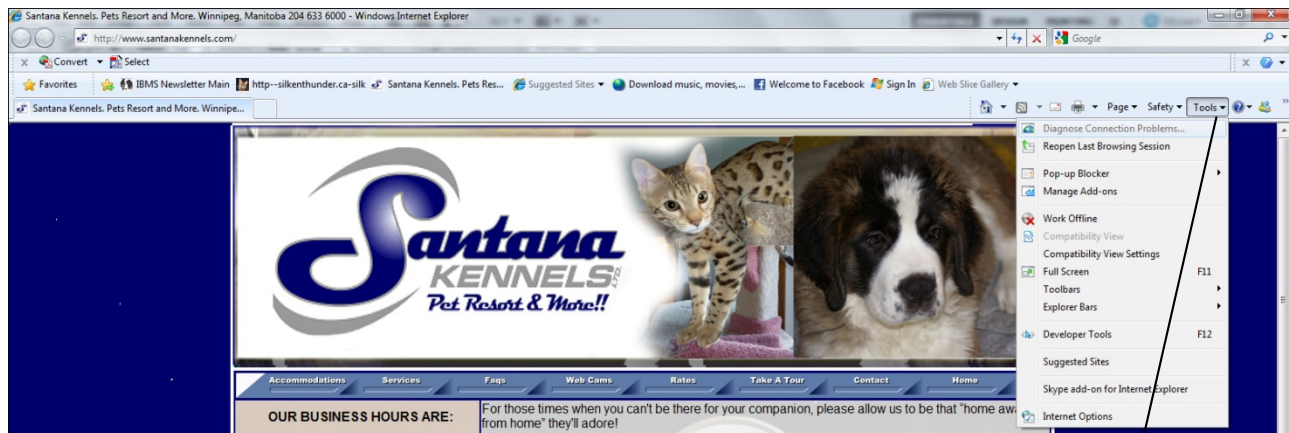 Santana Kennels. Pets Resort and More. Winnipeg, Manitoba 204 633 6000 - Windows Internet Explorer
http://www.santanakennels.com/
Google
x Convert Select
x
Favorites IBMS Newsletter Main http--silkenthunder.ca-silk Santana Kennels. Pets Res... Suggested Sites Download music, movies,... Welcome to Facebook Sign In Web Slice Gallery
Santana Kennels. Pets Resort and More. Winnipe...
Page Safety Tools
Diagnose Connection Problems...
Reopen Last Browsing Session
Pop-up Blocker
Manage Add-ons
Work Offline
Compatibility View
Compatibility View Settings
Full Screen F11
Toolbars
Explorer Bars
Developer Tools F12
Suggested Sites
Skype add-on for Internet Explorer
Internet Options
Santana
KENNELS LTD.
Pet Resort & More!!
Accommodations Services Faqs Web Cams Rates Take A Tour Contact Home
OUR BUSINESS HOURS ARE:
For those times when you can't be there for your companion, please allow us to be that "home aw
from home" they'll adore!